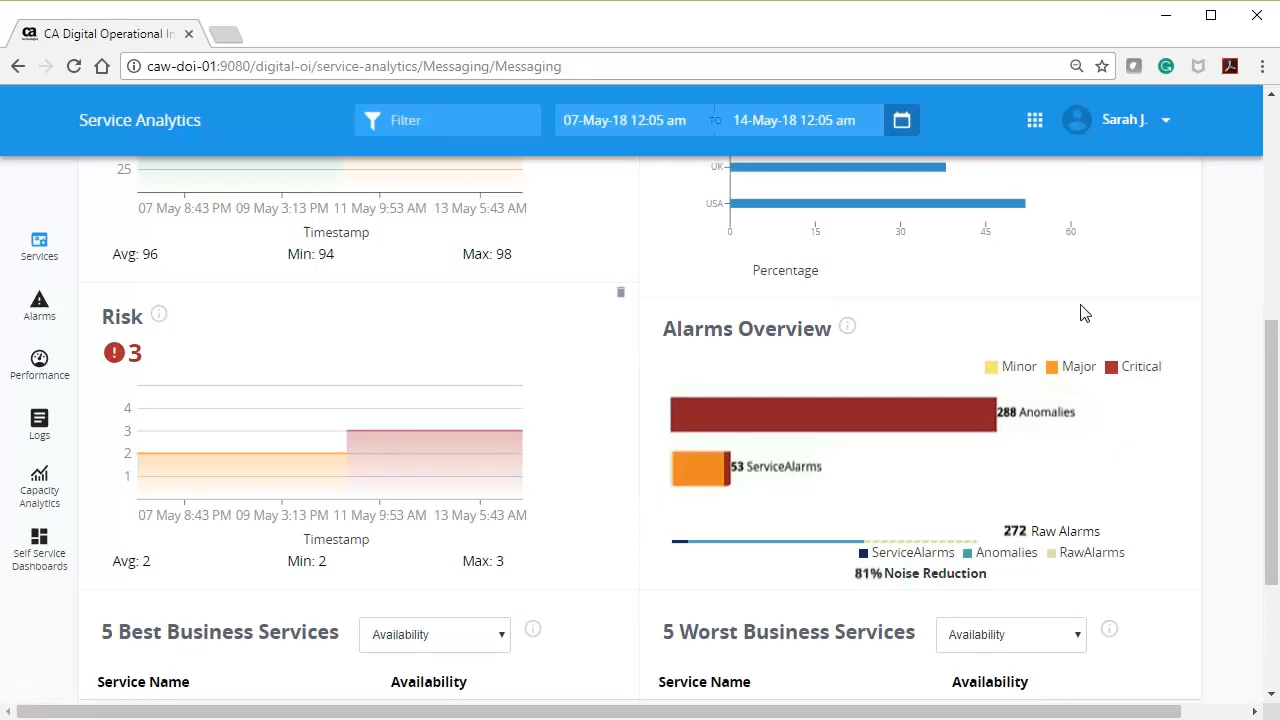 ca
technologies
CA Digital Operational In
caw-doi-01:9080/digital-oi/service-analytics/Messaging/Messaging
Service Analytics
Filter
07-May-18 12:05 am
TO
14-May-18 12:05 am
Sarah J.
Services
Alarms
Performance
Logs
Capacity
Analytics
Self Service
Dashboards
25
07 May 8:43 PM 09 May 3:13 PM 11 May 9:53 AM 13 May 5:43 AM
Timestamp
Avg: 96
Min: 94
Max: 98
UK
USA
0 15 30 45 60
Percentage
Risk
3
4
3
2
1
07 May 8:43 PM 09 May 3:13 PM 11 May 9:53 AM 13 May 5:43 AM
Timestamp
Avg: 2
Min: 2
Max: 3
Alarms Overview
Minor Major Critical
288 Anomalies
53 ServiceAlarms
272 Raw Alarms
ServiceAlarms Anomalies RawAlarms
81% Noise Reduction
5 Best Business Services
Availability
Service Name
Availability
5 Worst Business Services
Availability
Service Name
Availability